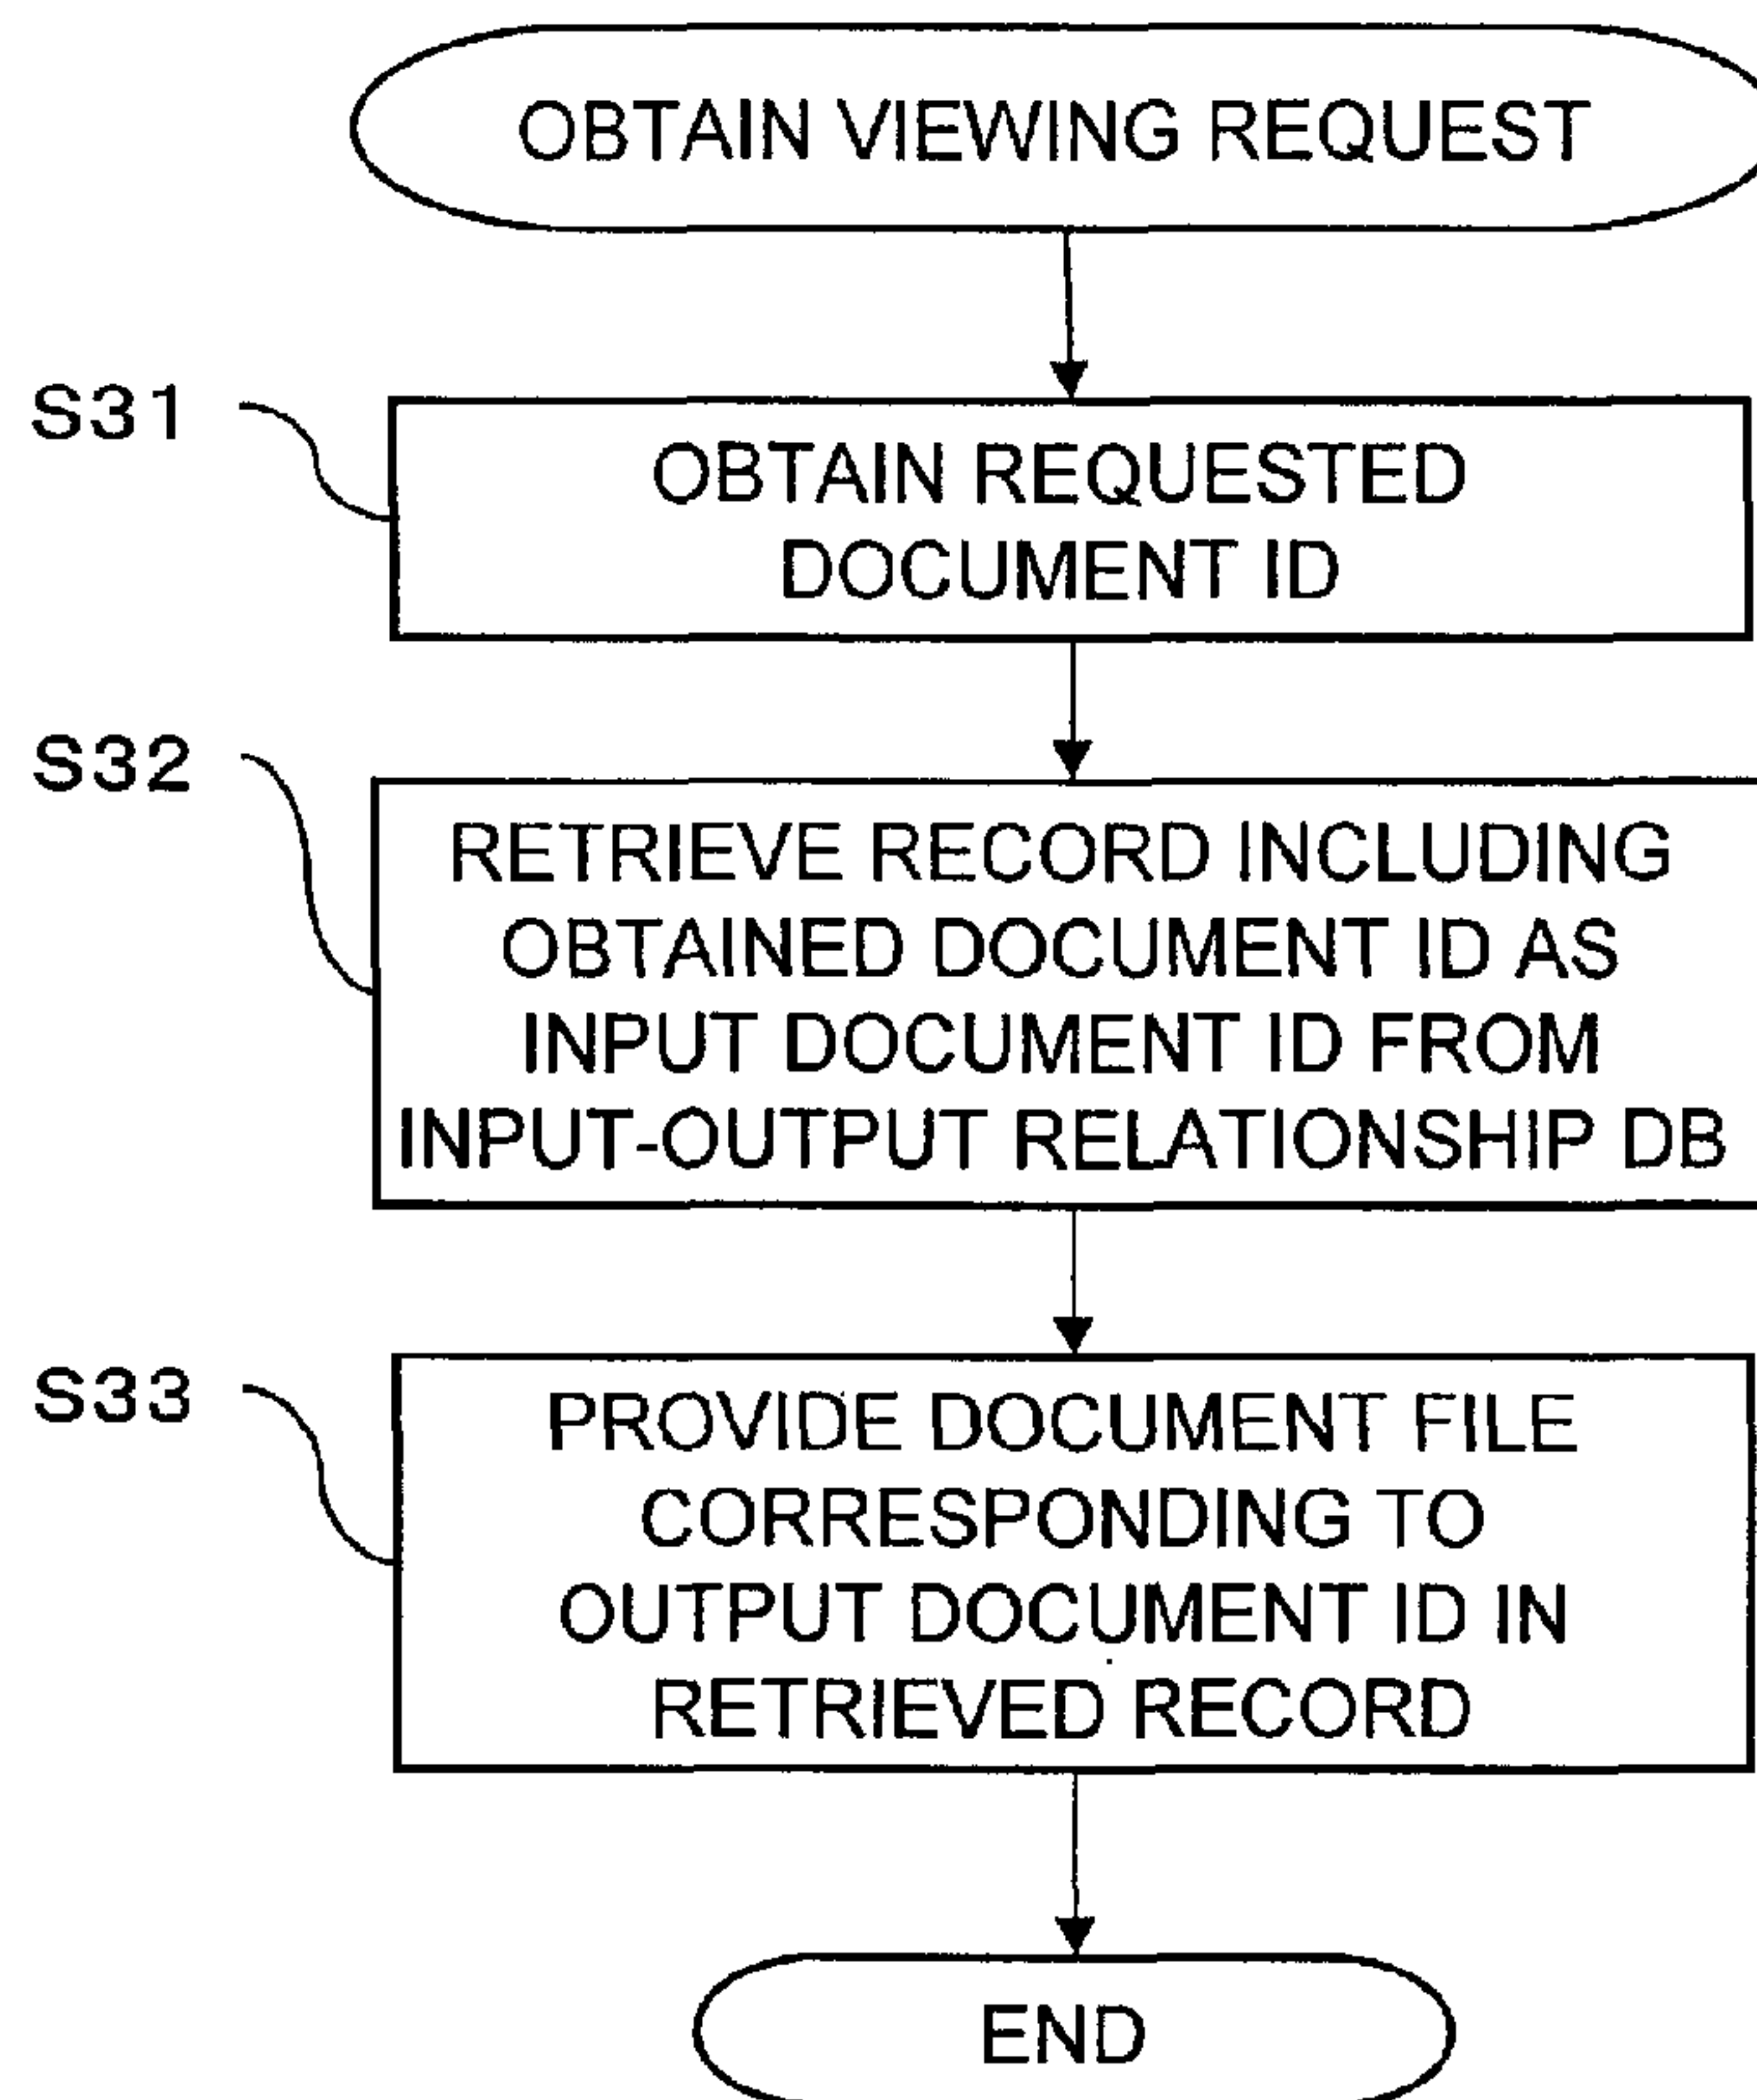 OBTAIN VIEWING REQUEST
S31
OBTAIN REQUESTED
DOCUMENT ID
S32
RETRIEVE RECORD INCLUDING
OBTAINED DOCUMENT ID AS
INPUT DOCUMENT ID FROM
INPUT-OUTPUT RELATIONSHIP DB
S33
PROVIDE DOCUMENT FILE
CORRESPONDING TO
OUTPUT DOCUMENT ID IN
RETRIEVED RECORD
END